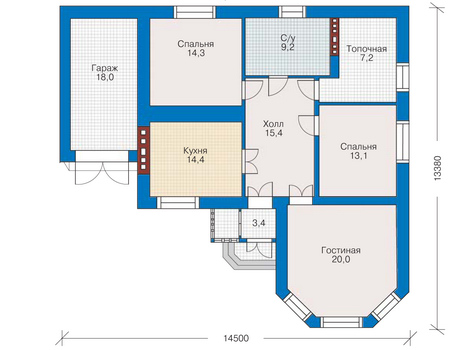 С/у
9,2
Спальня
14,3
Топочная
7,2
Гараж
18,0
Холл
15,4
Кухня
14,4
Спальня
13,1
3,4
Гостиная
20,0
13380
14500